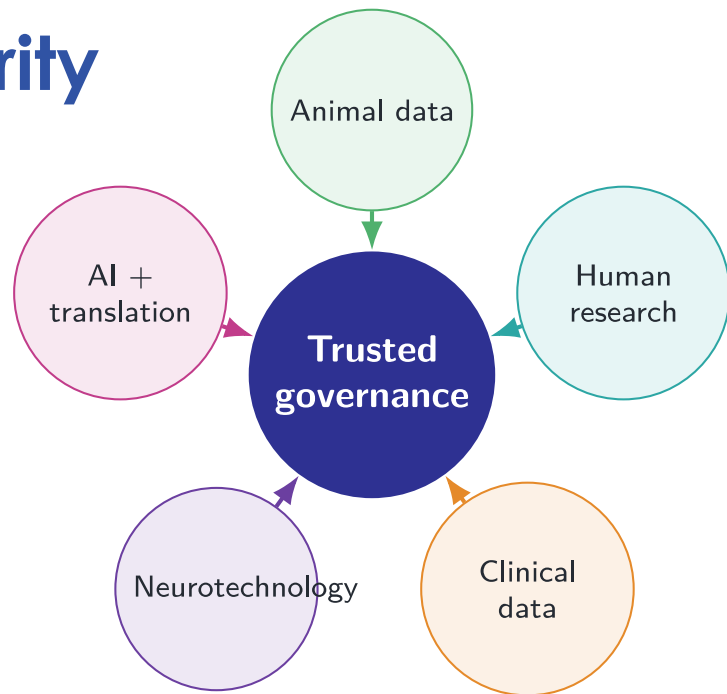 rity
Animal data
AI +
translation
Human
research
Trusted
governance
Neurotechnology
Clinical
data